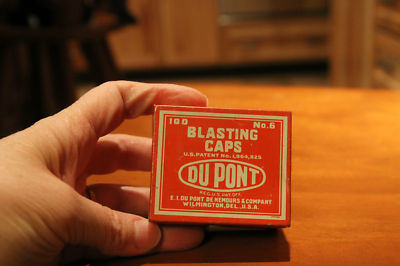 100 No. 6
BLASTING
CAPS
U.S. PATENT No. 1,964,825
DU PONT
REG. U.S. PAT. OFF.
E. I. DU PONT DE NEMOURS & COMPANY
WILMINGTON, DEL., U.S.A.